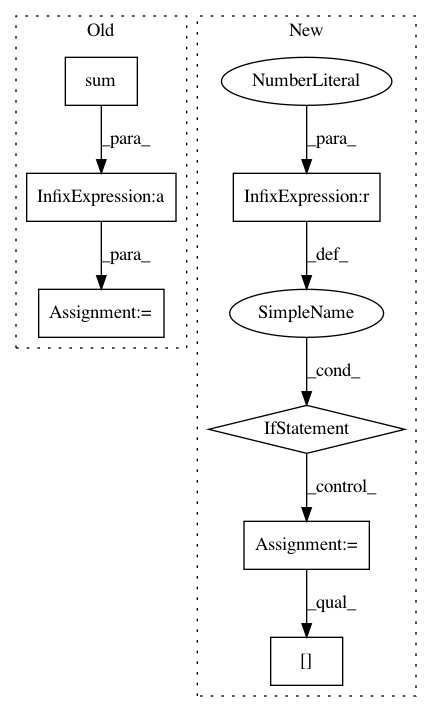 Old
sum
_para_
InfixExpression:a
_para_
Assignment:=
New
NumberLiteral
_para_
InfixExpression:r
_def_
SimpleName
_cond_
IfStatement
_control_
Assignment:=
_qual_
[]